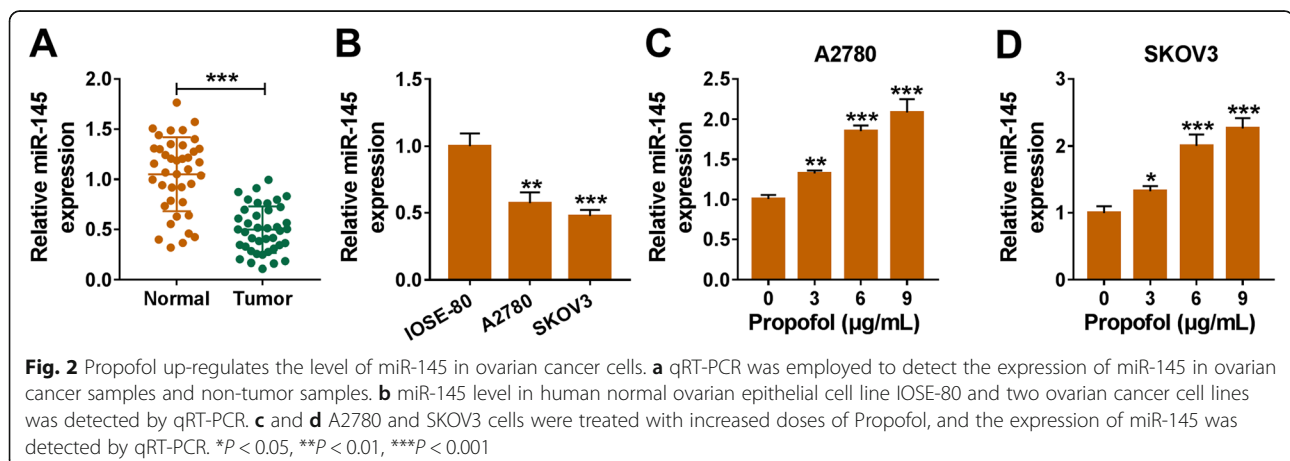 A
Relative miR-145
expression
2.0
1.5
1.0
0.5
0.0
***
Normal Tumor
B
Relative miR-145
expression
1.5
1.0
0.5
0.0
**
***
IOSE-80
A2780
SKOV3
C
A2780
Relative miR-145
expression
2.5
2.0
1.5
1.0
0.5
0.0
**
***
***
0 3 6 9
Propofol (μg/mL)
D
SKOV3
Relative miR-145
expression
3
2
1
0
*
***
***
0 3 6 9
Propofol (μg/mL)
Fig. 2 Propofol up-regulates the level of miR-145 in ovarian cancer cells. a qRT-PCR was employed to detect the expression of miR-145 in ovarian
cancer samples and non-tumor samples. b miR-145 level in human normal ovarian epithelial cell line IOSE-80 and two ovarian cancer cell lines
was detected by qRT-PCR. c and d A2780 and SKOV3 cells were treated with increased doses of Propofol, and the expression of miR-145 was
detected by qRT-PCR. *P < 0.05, **P < 0.01, ***P < 0.001